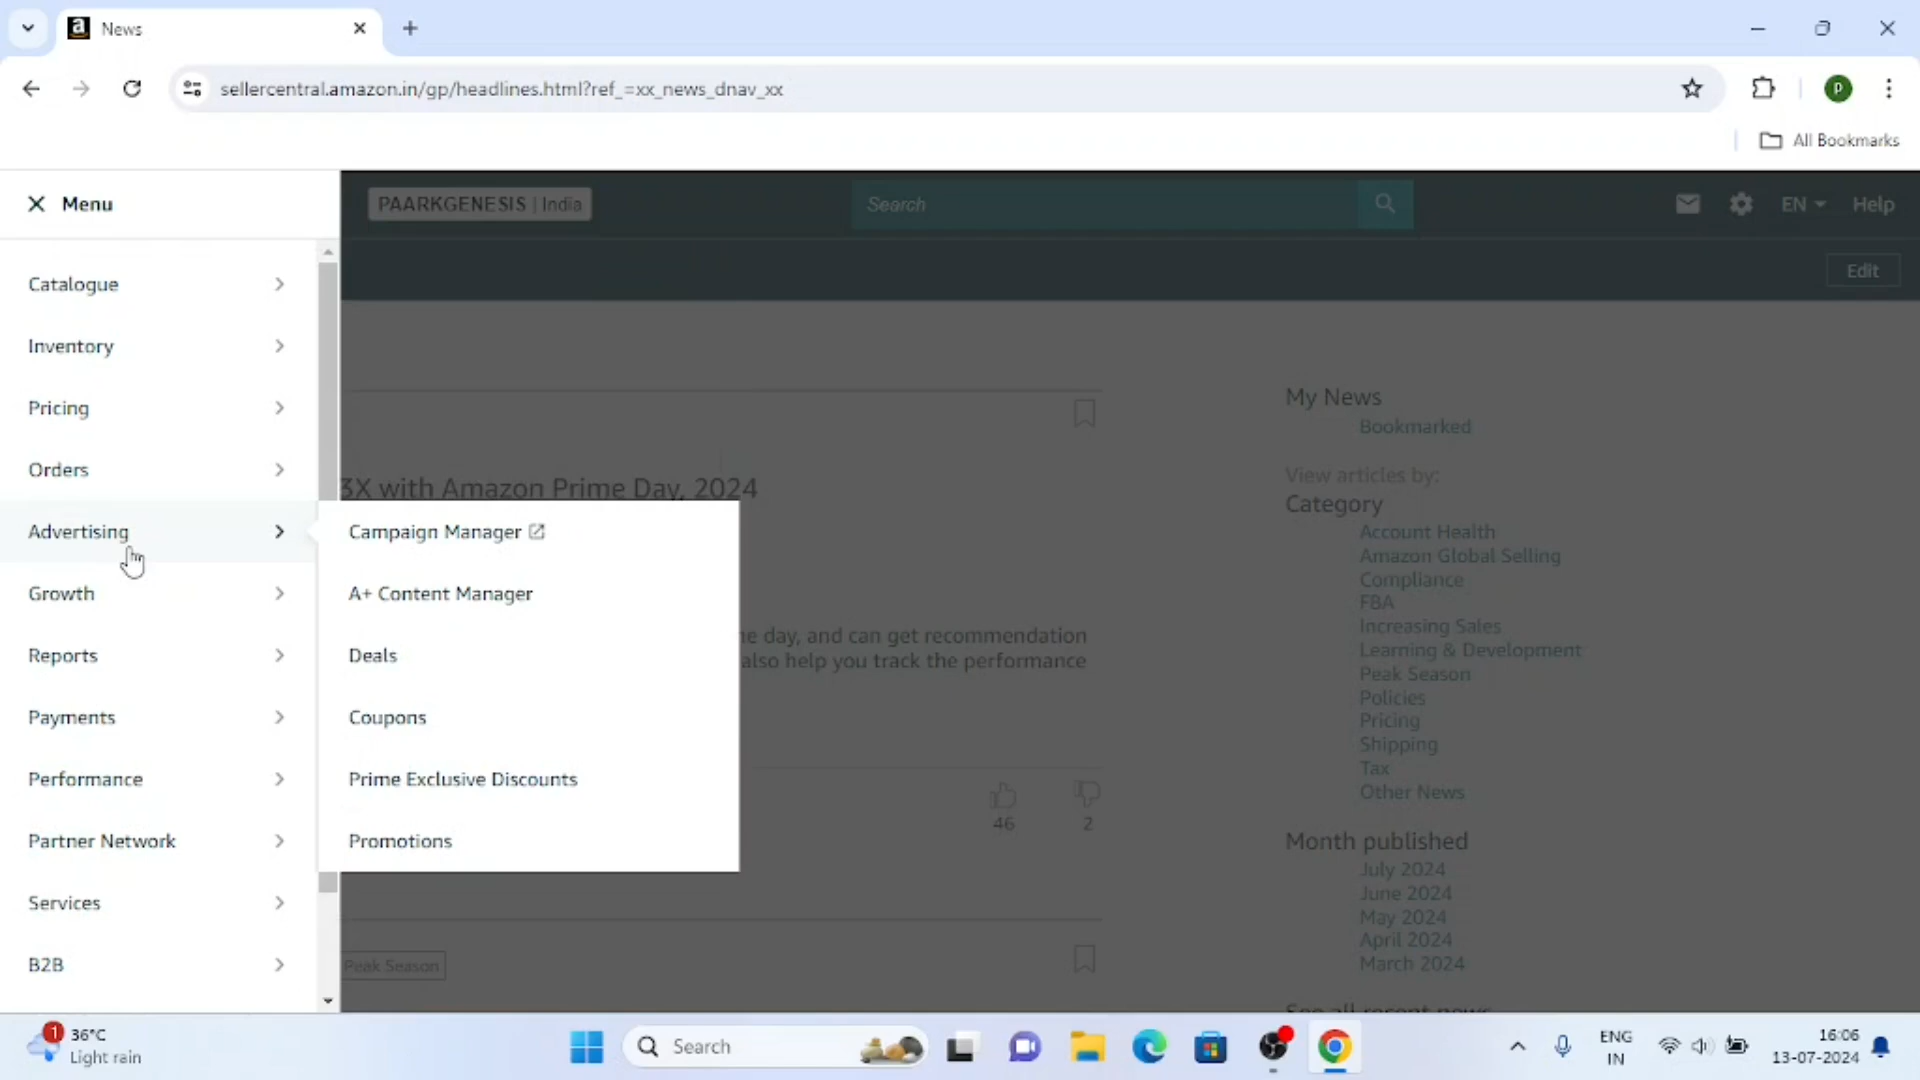 News
sellercentral.amazon.in/gp/headlines.html?ref_=xx_news_dnav_xx
P
All Bookmarks
Menu
PAARKGENESIS | India
Search
EN
Help
Edit
Catalogue
Inventory
Pricing
Orders
Advertising
Growth
Reports
Payments
Performance
Partner Network
Services
B2B
Campaign Manager
A+ Content Manager
Deals
Coupons
Prime Exclusive Discounts
Promotions
3X with Amazon Prime Day, 2024
day, and can get recommendation
also help you track the performance
46
2
Peak Season
My News
Bookmarked
View articles by:
Category
Account Health
Amazon Global Selling
Compliance
FBA
Increasing Sales
Learning & Development
Peak Season
Policies
Pricing
Shipping
Tax
Other News
Month published
July 2024
June 2024
May 2024
April 2024
March 2024
See all recent news
1
36°C
Light rain
Search
ENG
IN
16:06
13-07-2024